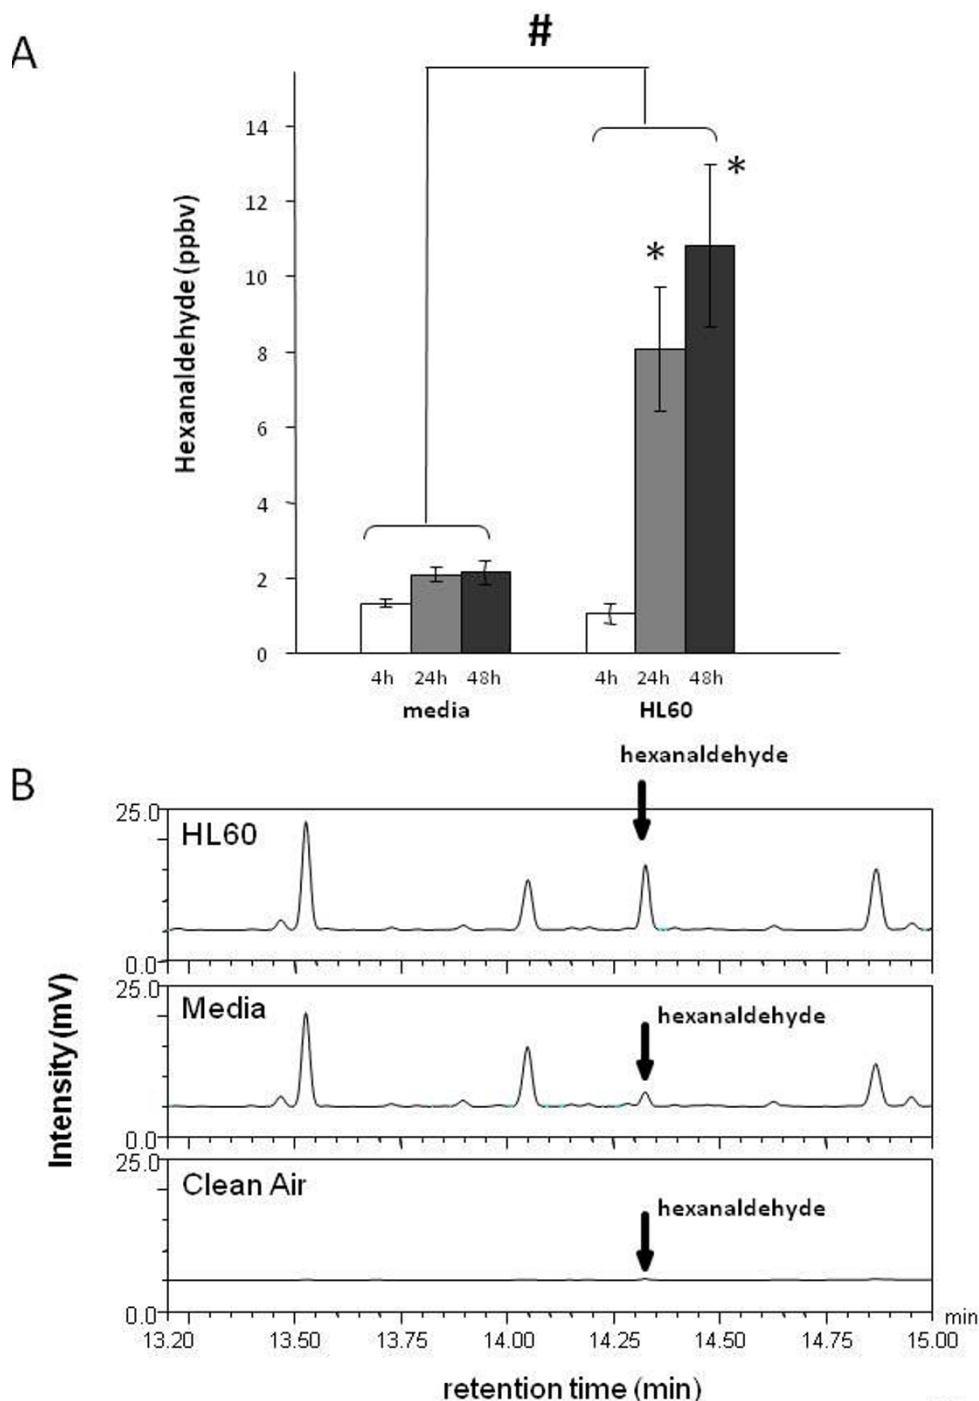 A
#
Hexanaldehyde (ppbv)
14
12
10
8
6
4
2
0
*
*
4h 24h 48h 4h 24h 48h
media HL60
hexanaldehyde
B
Intensity (mV)
25.0
HL60
0.0
25.0
Media
hexanaldehyde
0.0
25.0
Clean Air
hexanaldehyde
0.0
13.20 13.50 13.75 14.00 14.25 14.50 14.75 15.00 min
retention time (min)